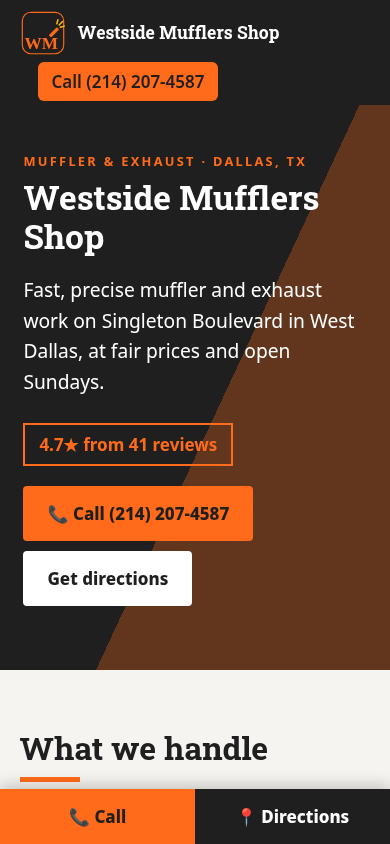 WM
Westside Mufflers Shop
Call (214) 207-4587
MUFFLER & EXHAUST · DALLAS, TX
Westside Mufflers
Shop
Fast, precise muffler and exhaust
work on Singleton Boulevard in West
Dallas, at fair prices and open
Sundays.
4.7★ from 41 reviews
📞 Call (214) 207-4587
Get directions
What we handle
📞 Call
📍 Directions